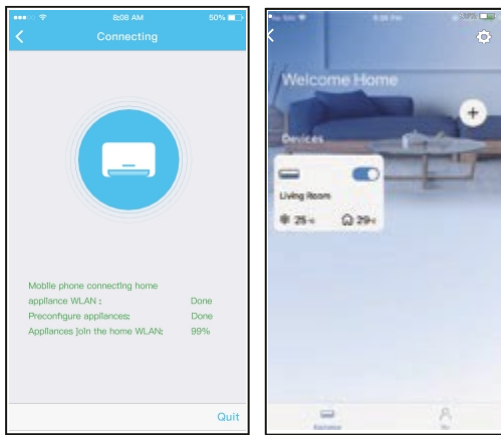 8:08 AM
50%
Connecting
Mobile phone connecting home
appliance WLAN :
Done
Preconfigure appliances:
Done
Appliances join the home WLAN:
99%
Quit
Welcome Home
Devices
Living Room
25
29